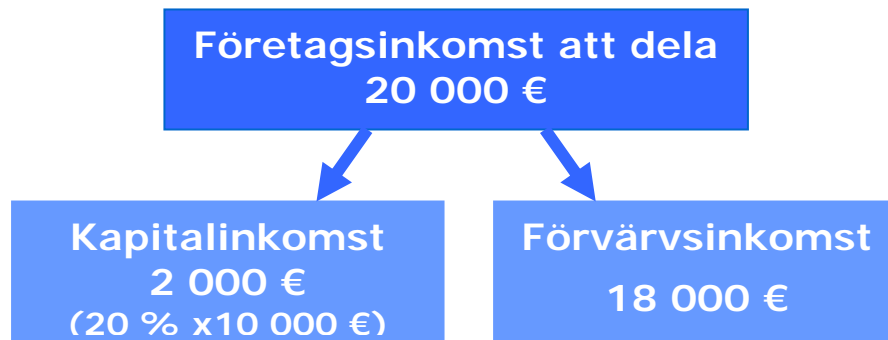 Företagsinkomst att dela
20 000 €
Kapitalinkomst
2 000 €
(20 % x10 000 €)
Förvärvsinkomst
18 000 €